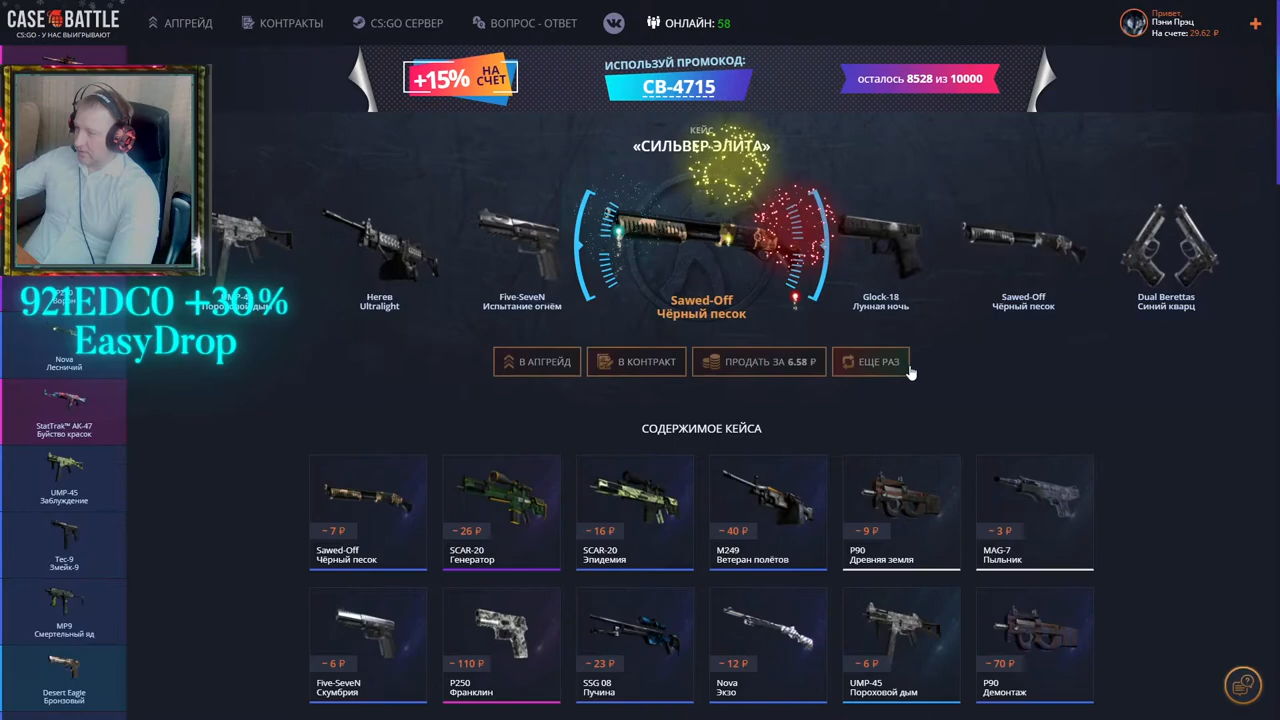 CASE BATTLE
CS:GO - У НАС ВЫИГРЫВАЮТ
АПГРЕЙД
КОНТРАКТЫ
CS:GO СЕРВЕР
ВОПРОС - ОТВЕТ
ОНЛАЙН: 58
Привет,
Пэни Прэц
На счете: 29.62 ₽
+15% НА СЧЕТ
ИСПОЛЬЗУЙ ПРОМОКОД:
CB-4715
осталось 8528 из 10000
КЕЙС
«СИЛЬВЕР ЭЛИТА»
921EDC0 +30%
EasyDrop
Негев
Ultralight
Five-SeveN
Испытание огнём
Sawed-Off
Чёрный песок
Glock-18
Лунная ночь
Sawed-Off
Чёрный песок
Dual Berettas
Синий кварц
В АПГРЕЙД
В КОНТРАКТ
ПРОДАТЬ ЗА 6.58 ₽
ЕЩЕ РАЗ
Nova
Лесничий
StatTrak™ AK-47
Буйство красок
UMP-45
Заблуждение
Tec-9
Змейк-9
MP9
Смертельный яд
Desert Eagle
Бронзовый
СОДЕРЖИМОЕ КЕЙСА
~ 7 ₽
Sawed-Off
Чёрный песок
~ 26 ₽
SCAR-20
Генератор
~ 16 ₽
SCAR-20
Эпидемия
~ 40 ₽
M249
Ветеран полётов
~ 9 ₽
P90
Древняя земля
~ 3 ₽
MAG-7
Пыльник
~ 6 ₽
Five-SeveN
Скумбрия
~ 110 ₽
P250
Франклин
~ 23 ₽
SSG 08
Пучина
~ 12 ₽
Nova
Экзо
~ 6 ₽
UMP-45
Пороховой дым
~ 70 ₽
P90
Демонтаж